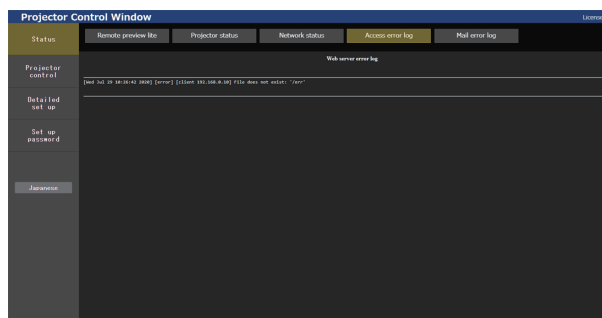 Projector Control Window
License
Status
Remote preview lite
Projector status
Network status
Access error log
Mail error log
Web server error log
[Wed Jul 29 10:26:42 2020] [error] [client 192.168.0.10] File does not exist: '/err'
Projector
control
Detailed
set up
Set up
password
Japanese